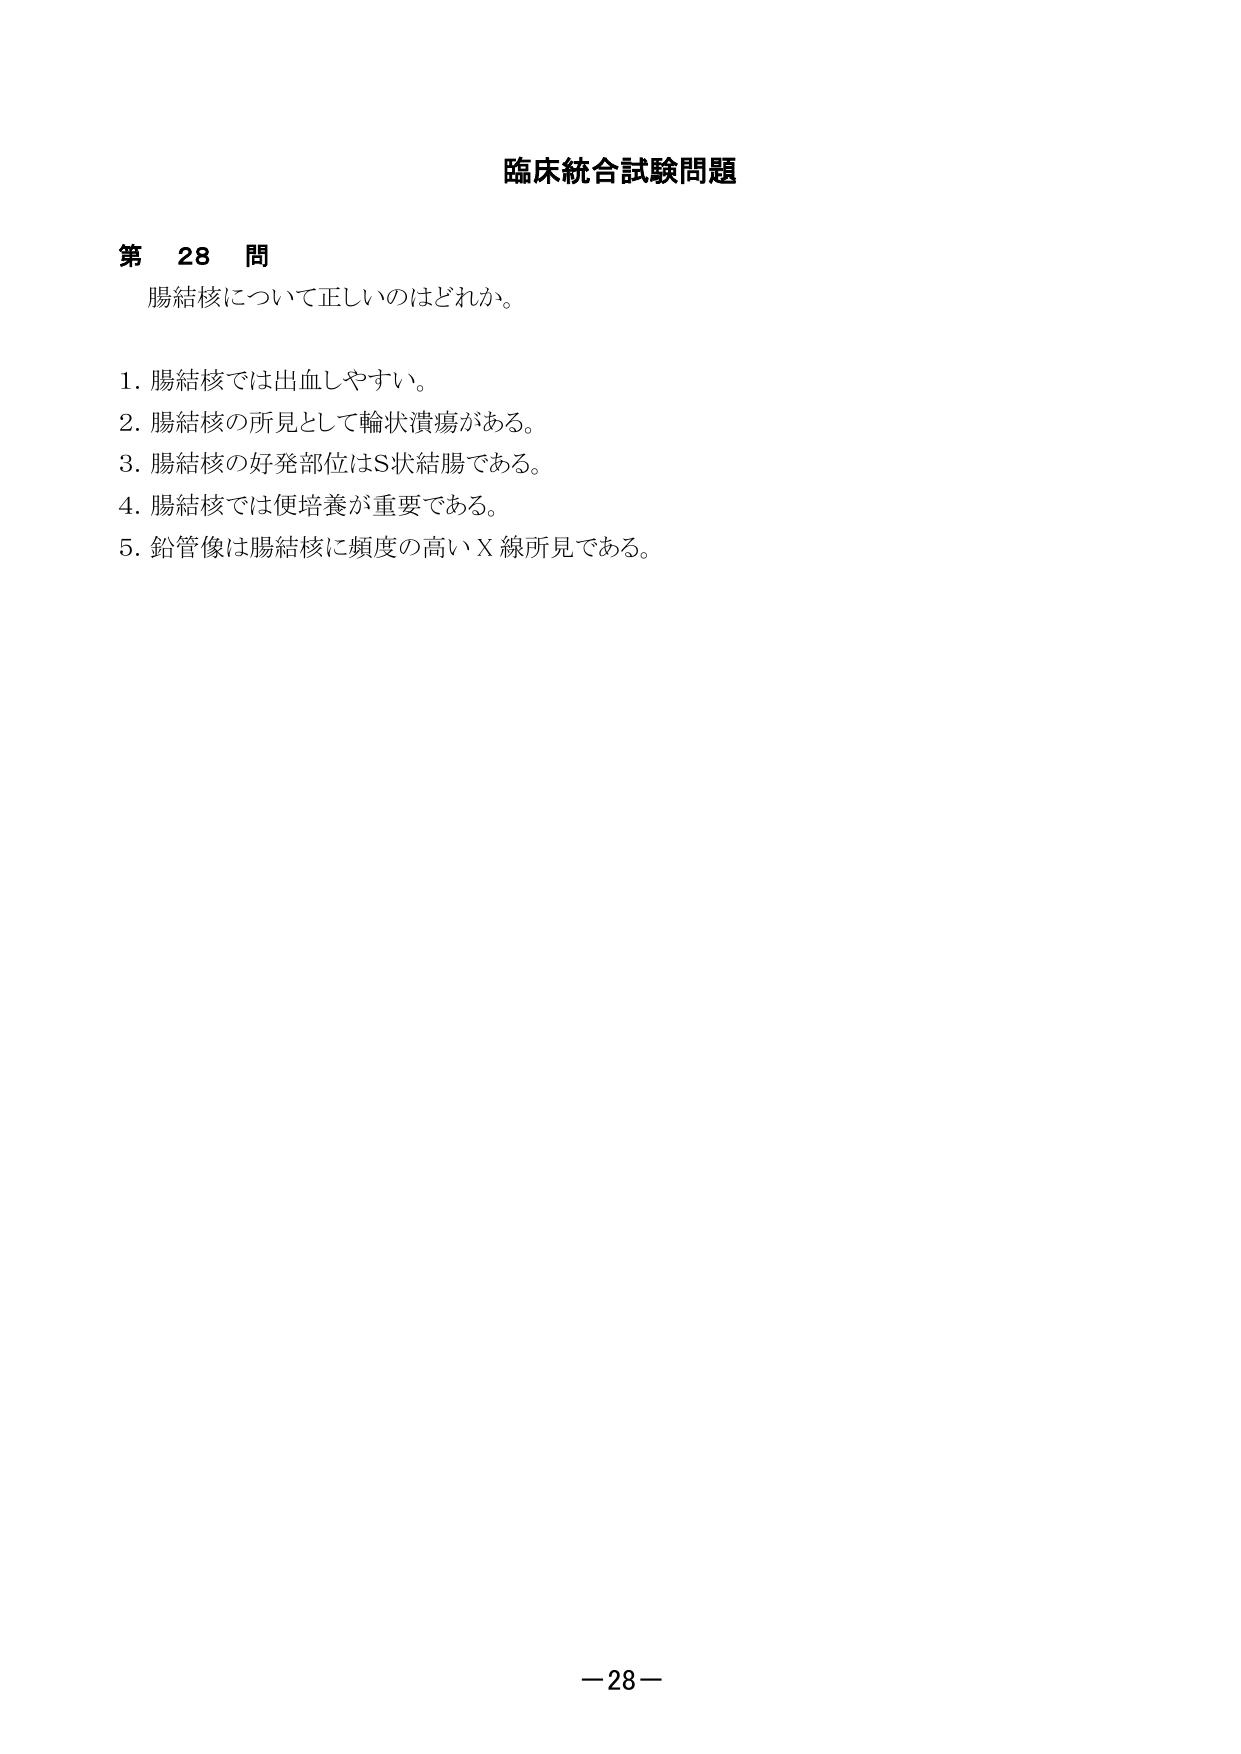 臨床統合試験問題
第 28 問
腸結核について正しいのはどれか。
1. 腸結核では出血しやすい。
2. 腸結核の所見として輪状潰瘍がある。
3. 腸結核の好発部位はS状結腸である。
4. 腸結核では便培養が重要である。
5. 鉛管像は腸結核に頻度の高い X 線所見である。
－28－